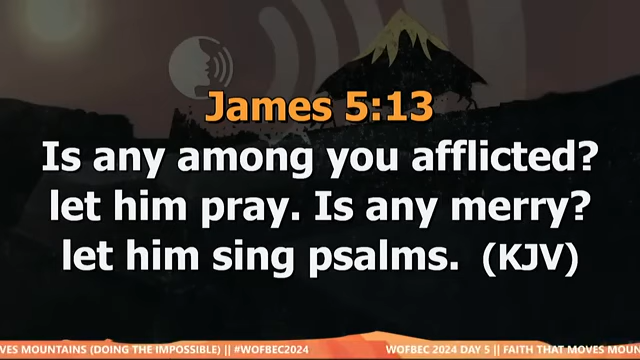 James 5:13
Is any among you afflicted?
let him pray. Is any merry?
let him sing psalms. (KJV)
VES MOUNTAINS (DOING THE IMPOSSIBLE) || #WOFBEC2024 WOFBEC 2024 DAY 5 || FAITH THAT MOVES MOUN